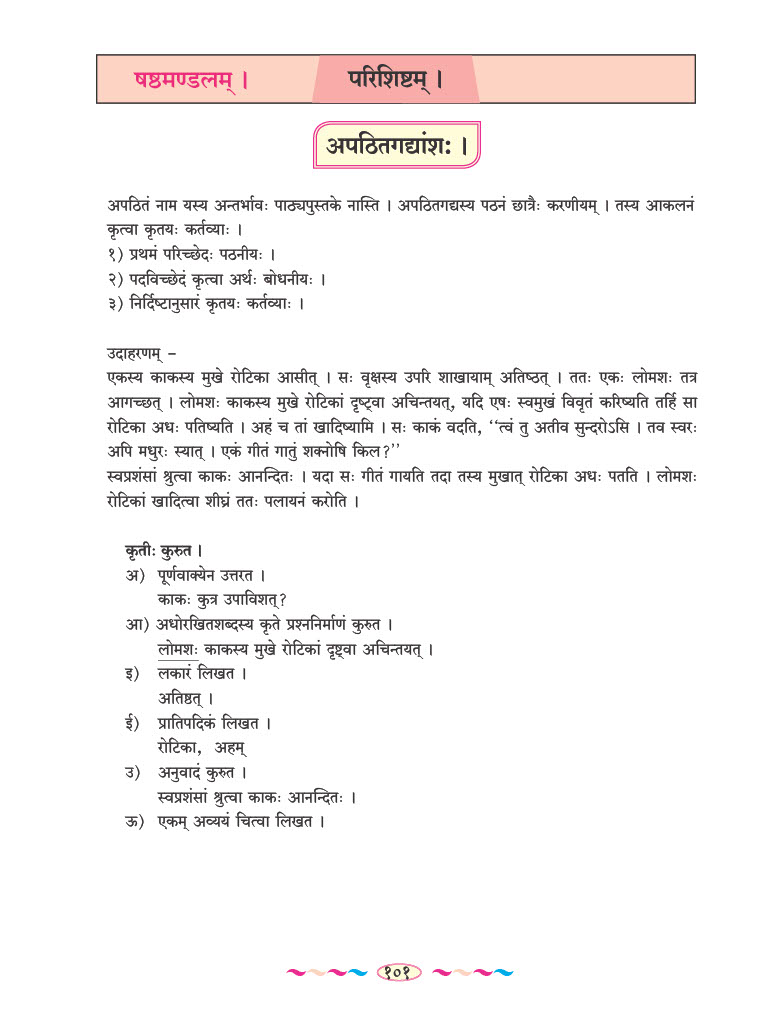 षष्ठमण्डलम् ।
परिशिष्टम् ।
अपठितगद्यांशः ।
अपठितं नाम यस्य अन्तर्भावः पाठ्यपुस्तके नास्ति । अपठितगद्यस्य पठनं छात्रैः करणीयम् । तस्य आकलनं
कृत्वा कृतयः कर्तव्याः ।
१) प्रथमं परिच्छेदः पठनीयः ।
२) पदविच्छेदं कृत्वा अर्थः बोधनीयः ।
३) निर्दिष्टानुसारं कृतयः कर्तव्याः ।
उदाहरणम् –
एकस्य काकस्य मुखे रोटिका आसीत् । सः वृक्षस्य उपरि शाखायाम् अतिष्ठत् । ततः एकः लोमशः तत्र
आगच्छत् । लोमशः काकस्य मुखे रोटिकां दृष्ट्वा अचिन्तयत्, यदि एषः स्वमुखं विवृतं करिष्यति तर्हि सा
रोटिका अधः पतिष्यति । अहं च तां खादिष्यामि । सः काकं वदति, ‘‘त्वं तु अतीव सुन्दरोऽसि । तव स्वरः
अपि मधुरः स्यात् । एकं गीतं गातुं शक्नोषि किल?’’
स्वप्रशंसां श्रुत्वा काकः आनन्दितः । यदा सः गीतं गायति तदा तस्य मुखात् रोटिका अधः पतति । लोमशः
रोटिकां खादित्वा शीघ्रं ततः पलायनं करोति ।
कृतीः कुरुत ।
अ) पूर्णवाक्येन उत्तरत ।
काकः कुत्र उपाविशत्?
आ) अधोरखितशब्दस्य कृते प्रश्ननिर्माणं कुरुत ।
लोमशः काकस्य मुखे रोटिकां दृष्ट्वा अचिन्तयत् ।
इ) लकारं लिखत ।
अतिष्ठत् ।
ई) प्रातिपदिकं लिखत ।
रोटिका, अहम्
उ) अनुवादं कुरुत ।
स्वप्रशंसां श्रुत्वा काकः आनन्दितः ।
ऊ) एकम् अव्ययं चित्वा लिखत ।
१०१